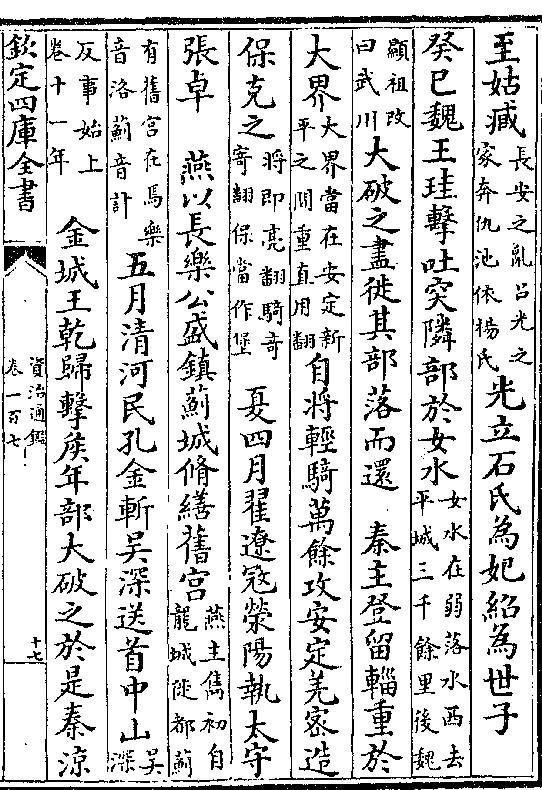 至姑臧長安之亂吕光之家奔仇池依楊氏光立石氏為妃紹為世子
癸巳魏王珪擊吐突隣部於女水女水在弱落水西去平城三千餘里後魏
顯祖改曰武川大破之盡徙其部落而還　秦主登留輜重於
大界大界當在安定新平之間重直用翻自將輕騎萬餘攻安定羌宻造
保克之將即亮翻騎奇寄翻保當作堡　夏四月翟遼寇滎陽執太守
張卓　燕以長樂公盛鎮薊城脩繕舊宫燕主儁初自龍城徙都薊
有舊宫在焉樂音洛薊音計五月清河民孔金斬吴深送首中山吴深
反事始上卷十一年　金城王乾歸擊侯年部大破之於是秦涼
欽定四庫全書
資治通鑑
卷一百七
十七